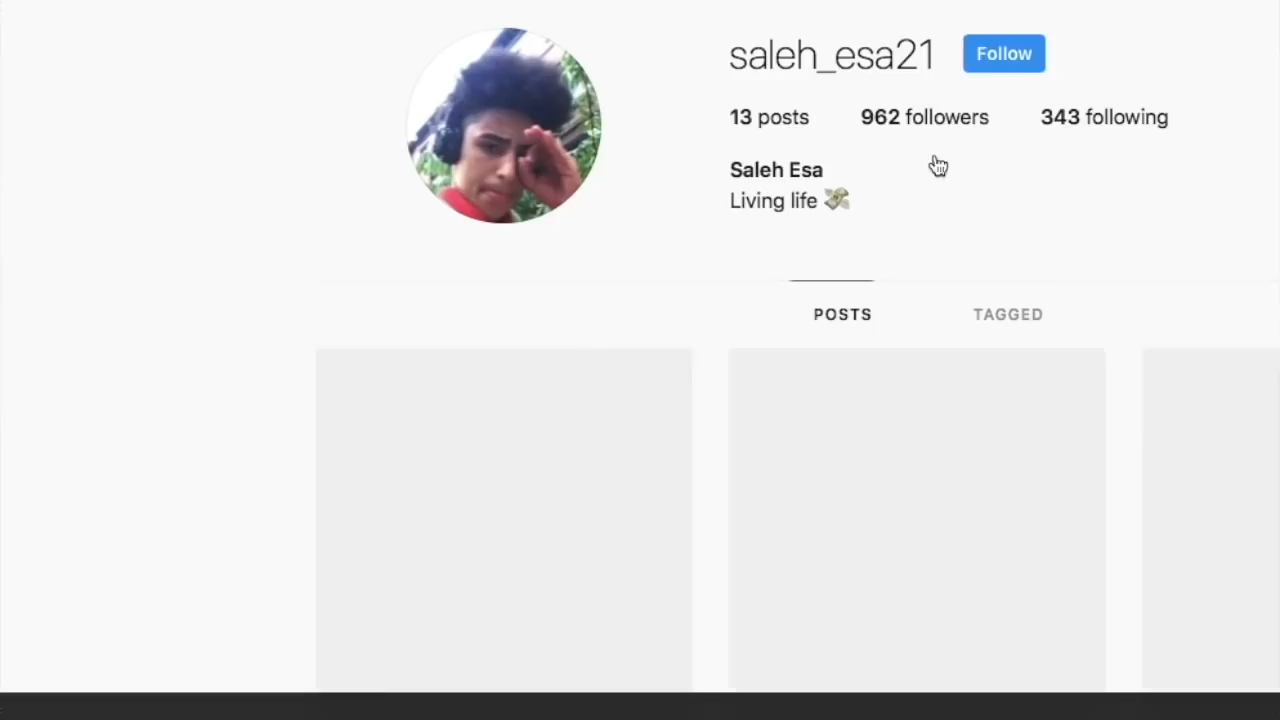 saleh_esa21 Follow
13 posts 962 followers 343 following
Saleh Esa
Living life 💸
POSTS TAGGED